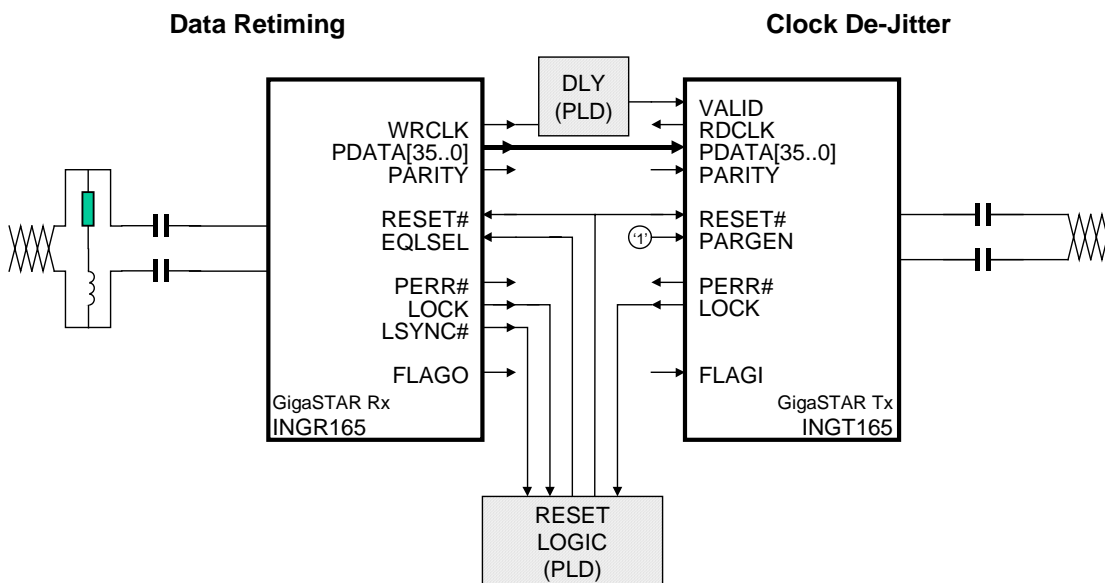 Data Retiming
Clock De-Jitter
DLY
(PLD)
WRCLK
PDATA[35..0]
PARITY
RESET#
EQLSEL
PERR#
LOCK
LSYNC#
FLAGO
GigaSTAR Rx
INGR165
VALID
RDCLK
PDATA[35..0]
PARITY
RESET#
'1'
PARGEN
PERR#
LOCK
FLAGI
GigaSTAR Tx
INGT165
RESET
LOGIC
(PLD)